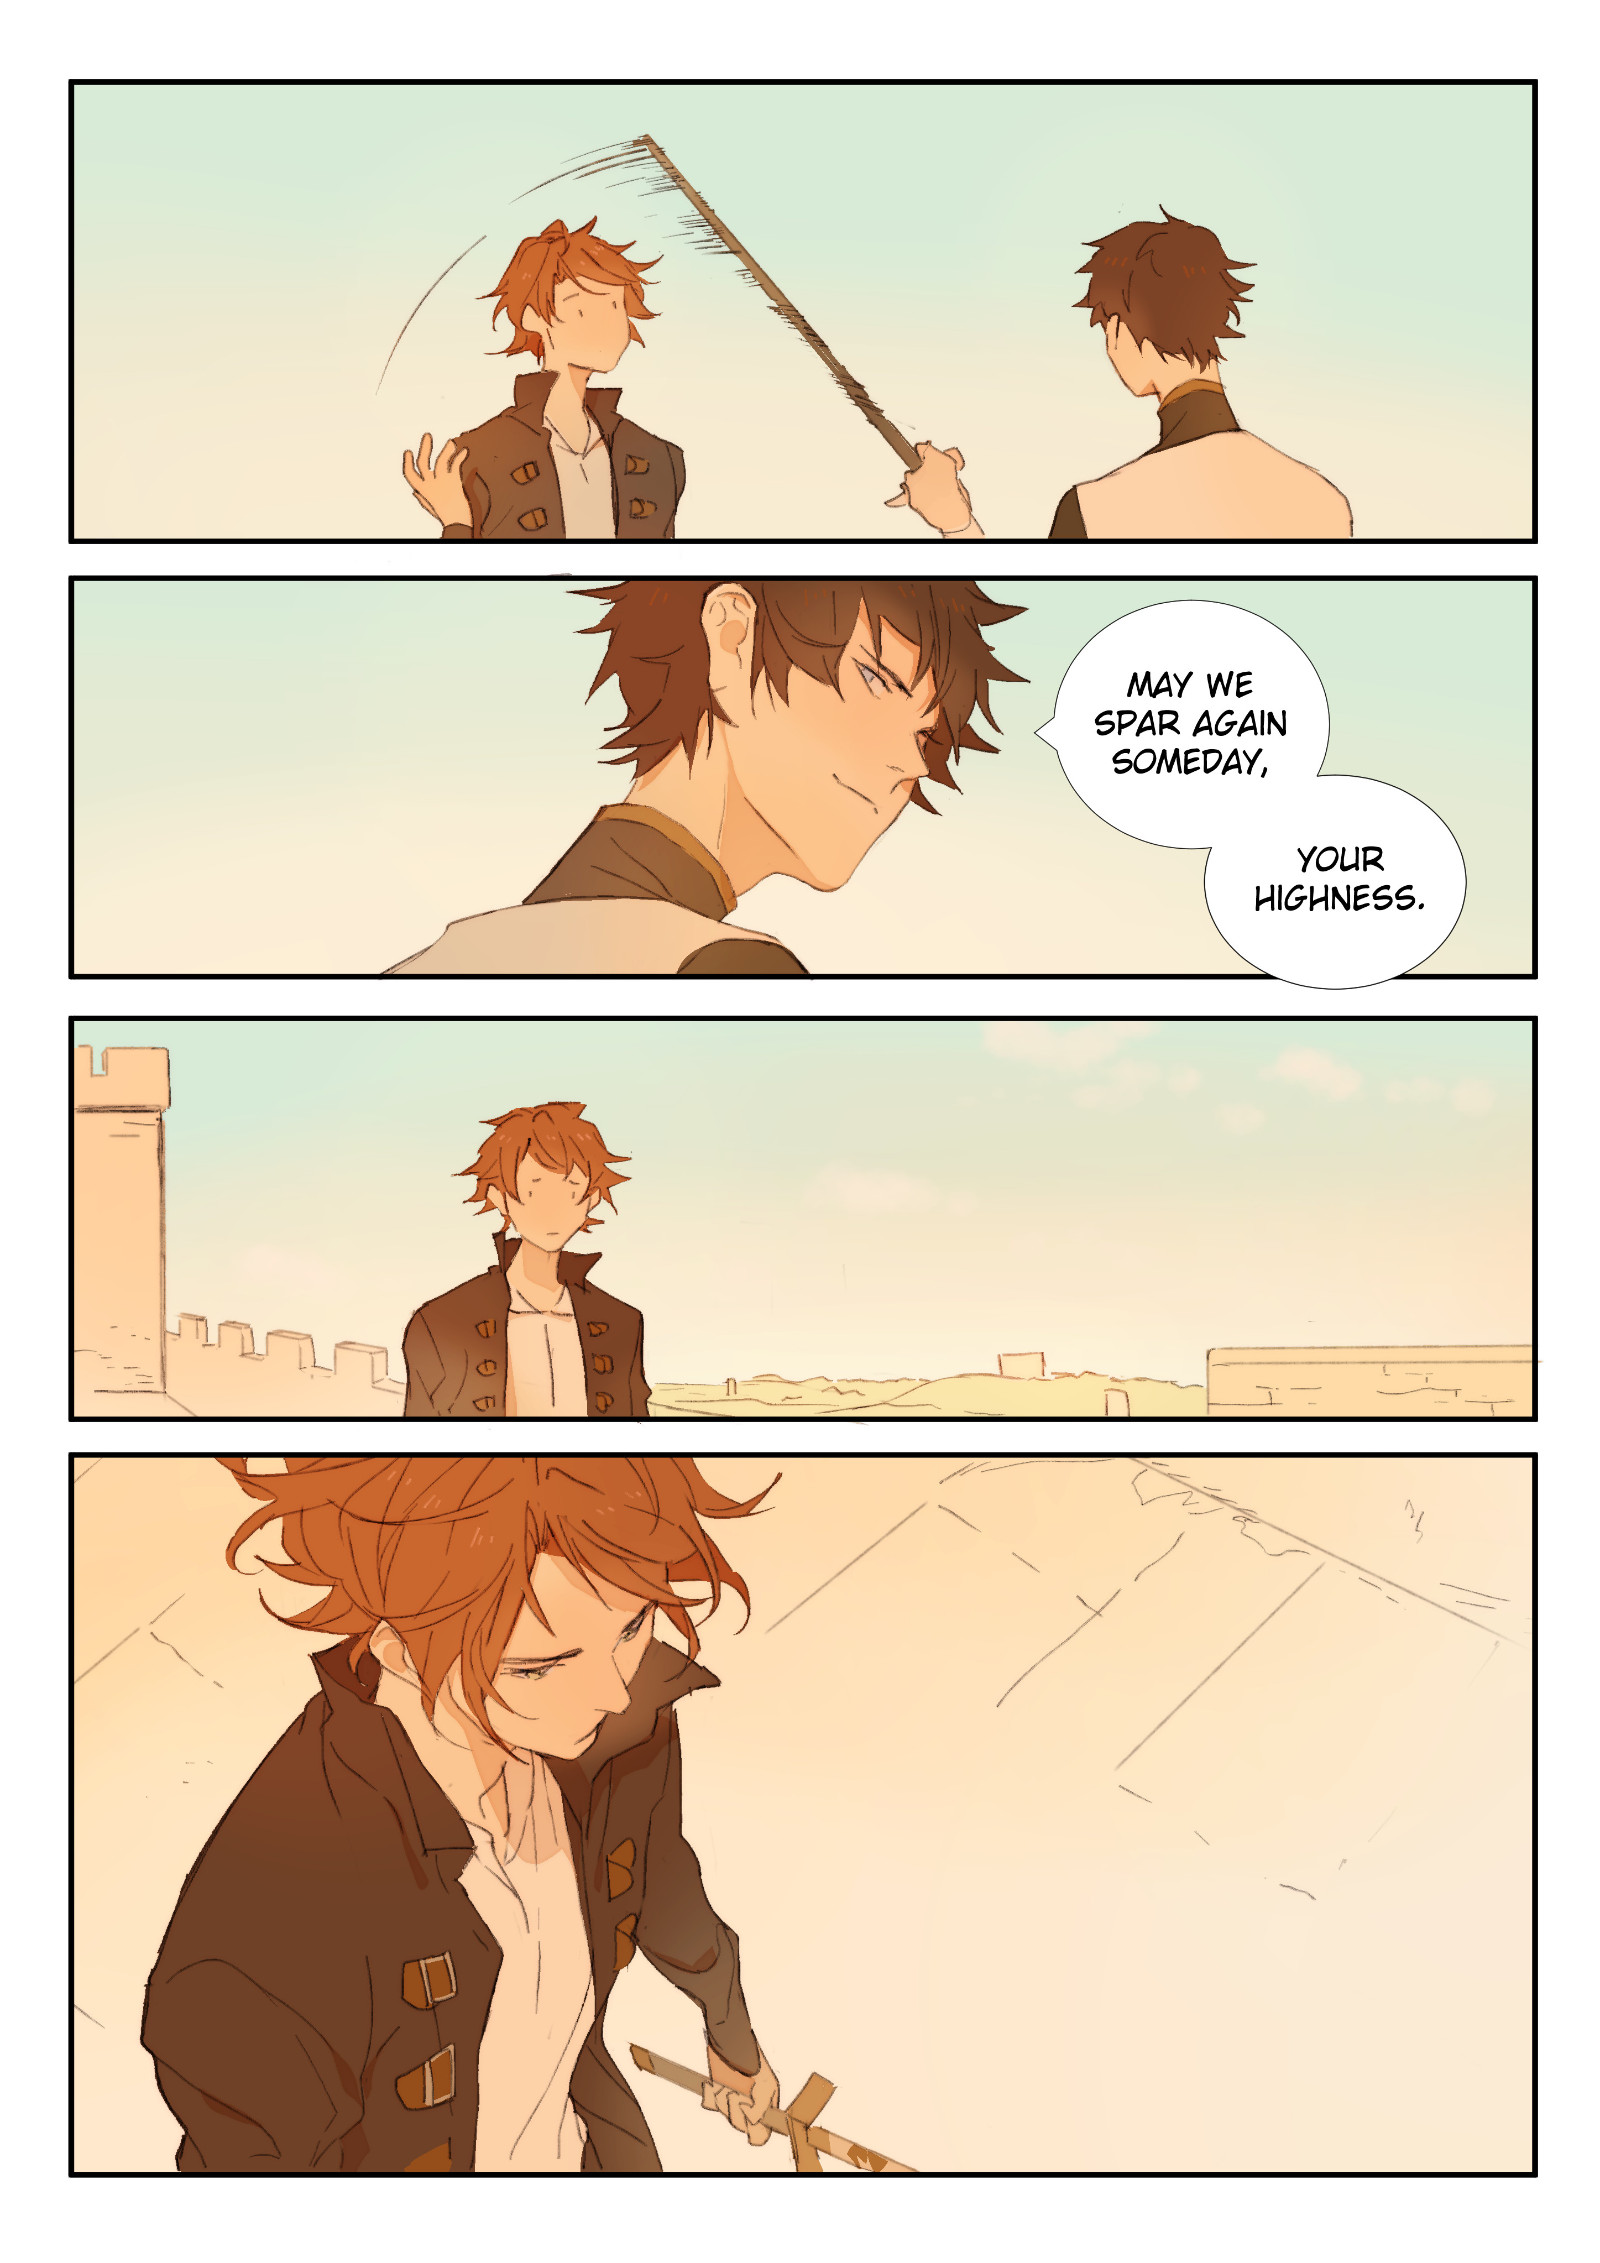 MAY WE
SPAR AGAIN
SOMEDAY,
YOUR
HIGHNESS.